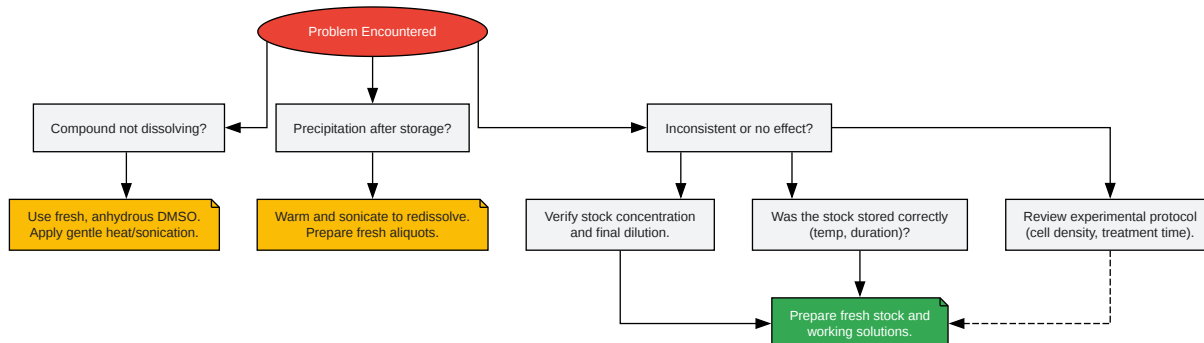 Problem Encountered
Compound not dissolving?
Precipitation after storage?
Inconsistent or no effect?
Use fresh, anhydrous DMSO.
Apply gentle heat/sonication.
Warm and sonicate to redissolve.
Prepare fresh aliquots.
Verify stock concentration
and final dilution.
Was the stock stored correctly
(temp, duration)?
Review experimental protocol
(cell density, treatment time).
Prepare fresh stock and
working solutions.